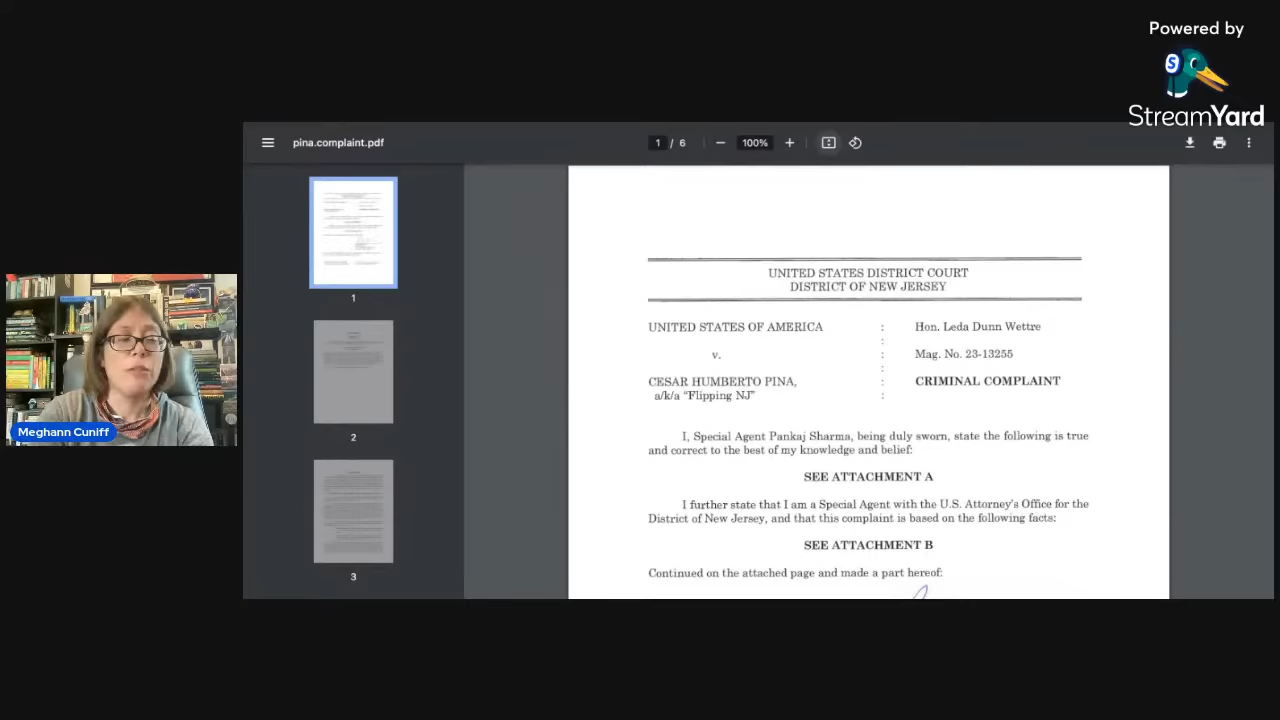 Powered by
StreamYard
pina.complaint.pdf
1 / 6
100%
1
2
3
Meghann Cuniff
UNITED STATES DISTRICT COURT
DISTRICT OF NEW JERSEY
UNITED STATES OF AMERICA : Hon. Leda Dunn Wettre
:
v. : Mag. No. 23-13255
:
CESAR HUMBERTO PINA, : CRIMINAL COMPLAINT
a/k/a "Flipping NJ" :
I, Special Agent Pankaj Sharma, being duly sworn, state the following is true
and correct to the best of my knowledge and belief:
SEE ATTACHMENT A
I further state that I am a Special Agent with the U.S. Attorney's Office for the
District of New Jersey, and that this complaint is based on the following facts:
SEE ATTACHMENT B
Continued on the attached page and made a part hereof: